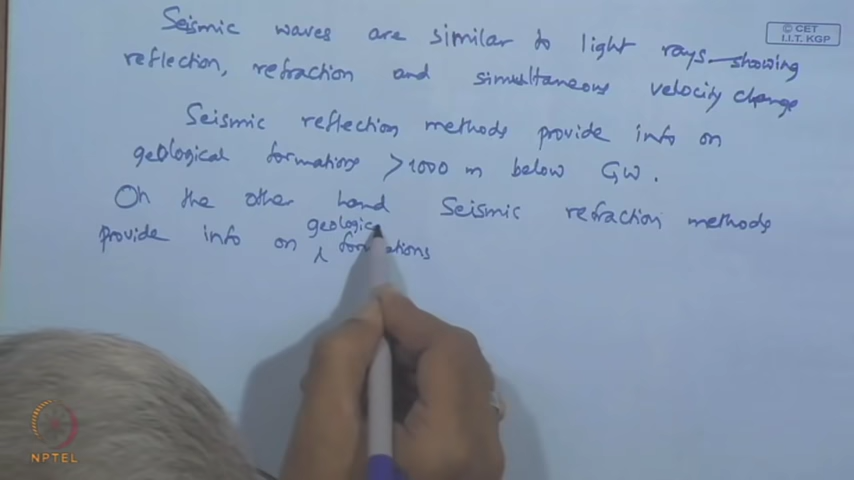 © CET
I.I.T. KGP
Seismic waves are similar to light rays showing
reflection, refraction and simultaneous velocity change
Seismic reflection methods provide info on
geological formations >1000 m below GW.
On the other hand Seismic refraction methods
geologica
provide info on formations
NPTEL